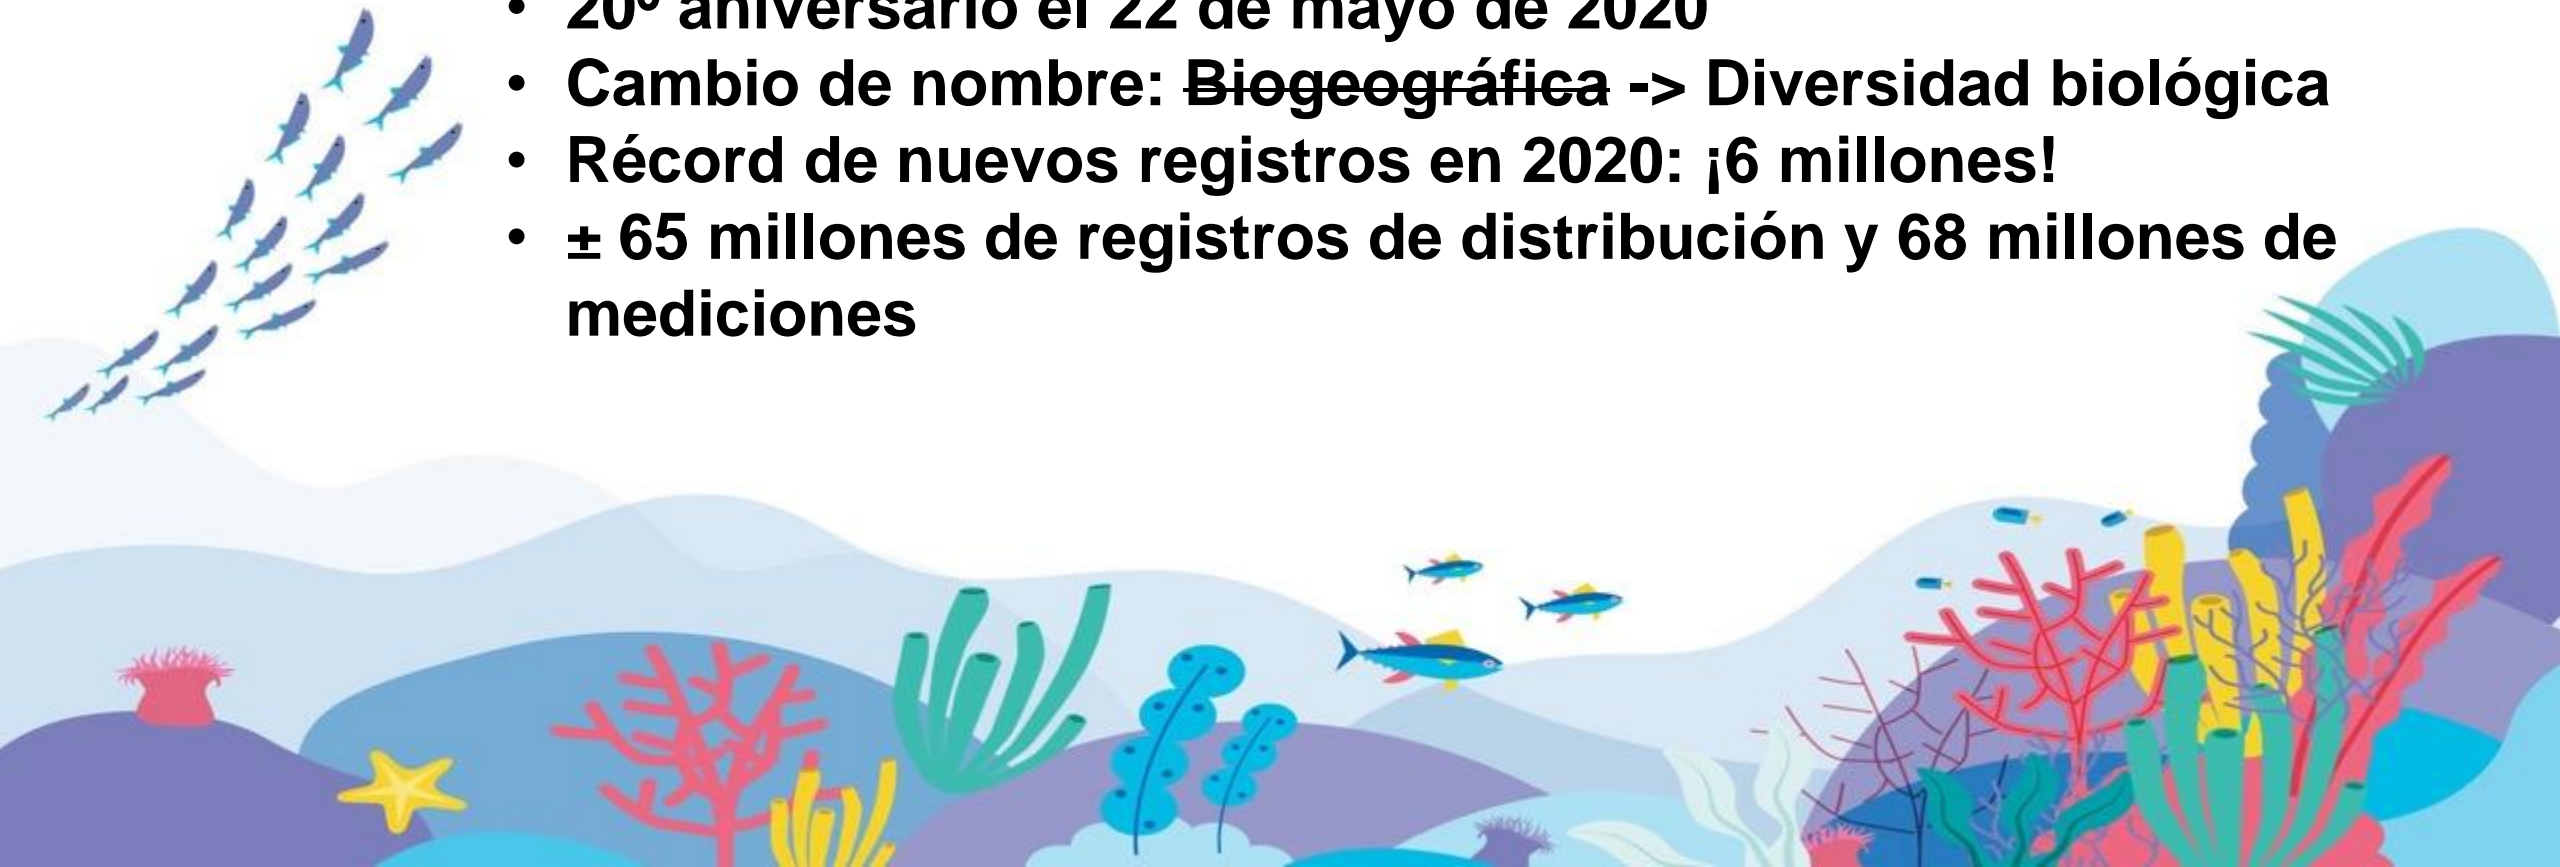 • 20º aniversario el 22 de mayo de 2020
• Cambio de nombre: Biogeográfica -> Diversidad biológica
• Récord de nuevos registros en 2020: ¡6 millones!
• ± 65 millones de registros de distribución y 68 millones de
mediciones